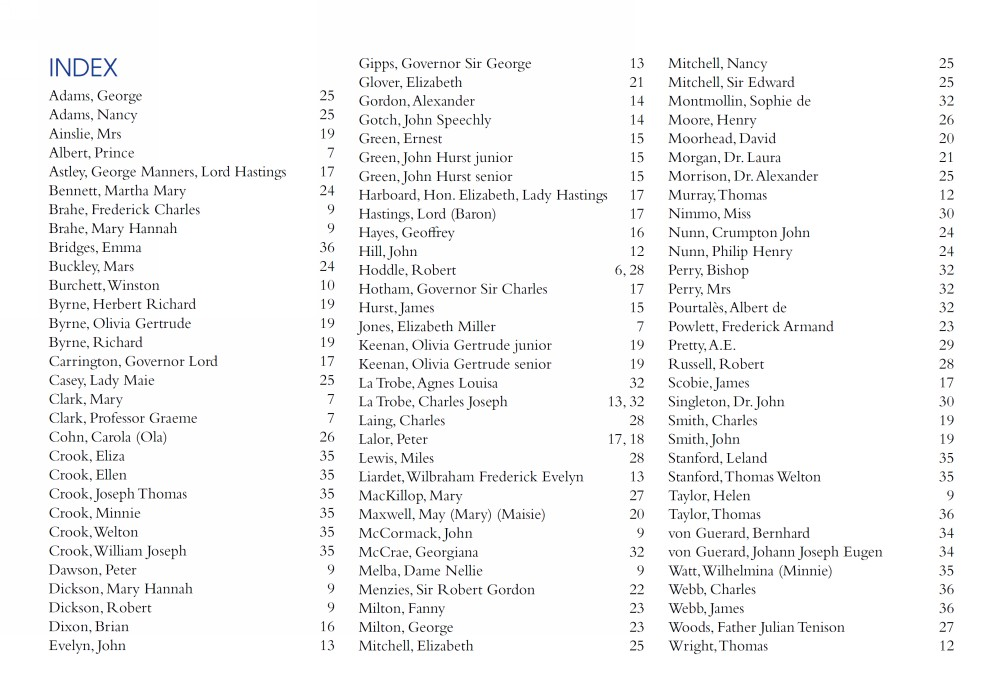 INDEX
Adams, George 25
Adams, Nancy 25
Ainslie, Mrs 19
Albert, Prince 7
Astley, George Manners, Lord Hastings 17
Bennett, Martha Mary 24
Brahe, Frederick Charles 9
Brahe, Mary Hannah 9
Bridges, Emma 36
Buckley, Mars 24
Burchett, Winston 10
Byrne, Herbert Richard 19
Byrne, Olivia Gertrude 19
Byrne, Richard 19
Carrington, Governor Lord 17
Casey, Lady Maie 25
Clark, Mary 7
Clark, Professor Graeme 7
Cohn, Carola (Ola) 26
Crook, Eliza 35
Crook, Ellen 35
Crook, Joseph Thomas 35
Crook, Minnie 35
Crook, Welton 35
Crook, William Joseph 35
Dawson, Peter 9
Dickson, Mary Hannah 9
Dickson, Robert 9
Dixon, Brian 16
Evelyn, John 13
Gipps, Governor Sir George 13
Glover, Elizabeth 21
Gordon, Alexander 14
Gotch, John Speechly 14
Green, Ernest 15
Green, John Hurst junior 15
Green, John Hurst senior 15
Harboard, Hon. Elizabeth, Lady Hastings 17
Hastings, Lord (Baron) 17
Hayes, Geoffrey 16
Hill, John 12
Hoddle, Robert 6, 28
Hotham, Governor Sir Charles 17
Hurst, James 15
Jones, Elizabeth Miller 7
Keenan, Olivia Gertrude junior 19
Keenan, Olivia Gertrude senior 19
La Trobe, Agnes Louisa 32
La Trobe, Charles Joseph 13, 32
Laing, Charles 28
Lalor, Peter 17, 18
Lewis, Miles 28
Liardet, Wilbraham Frederick Evelyn 13
MacKillop, Mary 27
Maxwell, May (Mary) (Maisie) 20
McCormack, John 9
McCrae, Georgiana 32
Melba, Dame Nellie 9
Menzies, Sir Robert Gordon 22
Milton, Fanny 23
Milton, George 23
Mitchell, Elizabeth 25
Mitchell, Nancy 25
Mitchell, Sir Edward 25
Montmollin, Sophie de 32
Moore, Henry 26
Moorhead, David 20
Morgan, Dr. Laura 21
Morrison, Dr. Alexander 25
Murray, Thomas 12
Nimmo, Miss 30
Nunn, Crumpton John 24
Nunn, Philip Henry 24
Perry, Bishop 32
Perry, Mrs 32
Pourtalès, Albert de 32
Powlett, Frederick Armand 23
Pretty, A.E. 29
Russell, Robert 28
Scobie, James 17
Singleton, Dr. John 30
Smith, Charles 19
Smith, John 19
Stanford, Leland 35
Stanford, Thomas Welton 35
Taylor, Helen 9
Taylor, Thomas 36
von Guerard, Bernhard 34
von Guerard, Johann Joseph Eugen 34
Watt, Wilhelmina (Minnie) 35
Webb, Charles 36
Webb, James 36
Woods, Father Julian Tenison 27
Wright, Thomas 12